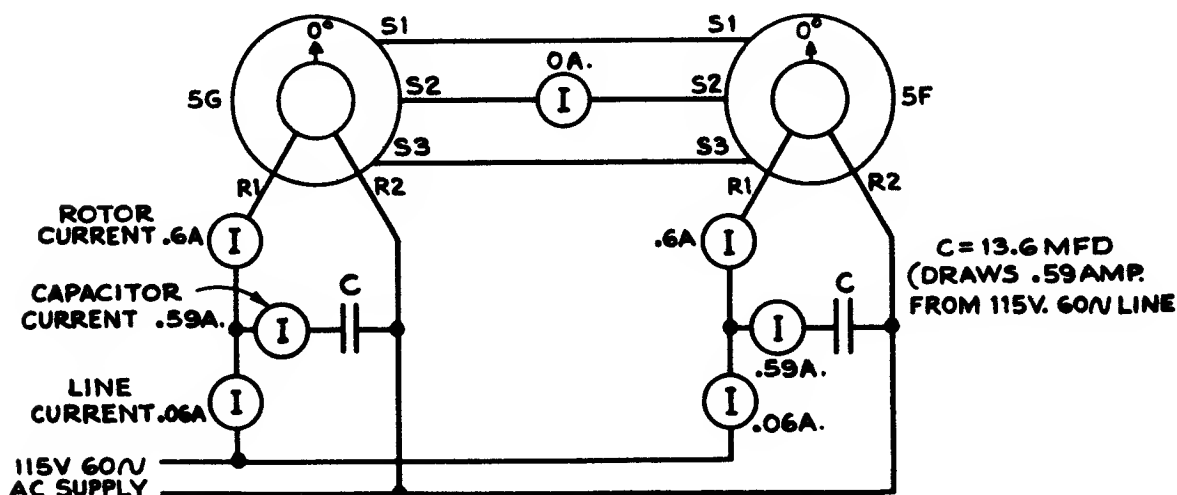 S1 S1
0° 0°
0A.
5G S2 I S2 5F
S3 S3
R1 R2 R1 R2
ROTOR
CURRENT .6A I
.6A I
C=13.6 MFD
(DRAWS .59 AMP.
FROM 115V. 60∿ LINE
CAPACITOR
CURRENT .59A.
I C
I C
.59A.
LINE
CURRENT .06A I
I .06A.
115V 60∿
AC SUPPLY